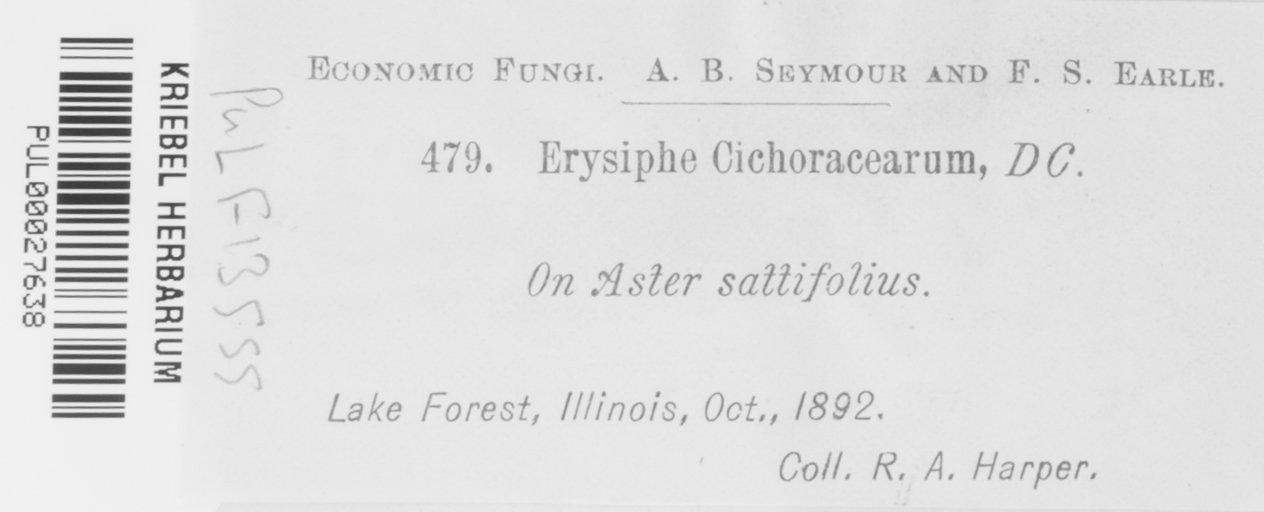 ECONOMIC FUNGI. A. B. SEYMOUR AND F. S. EARLE.
479. Erysiphe Cichoracearum, DC.
On Aster sattifolius.
Lake Forest, Illinois, Oct., 1892.
Coll. R. A. Harper.
PUL F13555
KRIEBEL HERBARIUM
PUL00027638